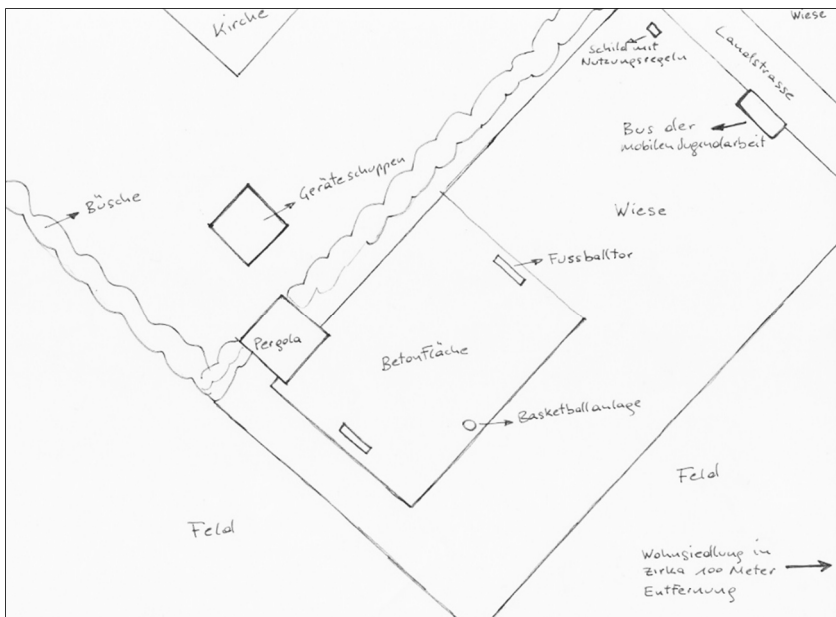 Kirche
Wiese
Schild mit
Nutzungsregeln
Landstrasse
Bus der
mobilen Jugendarbeit
Geräteschuppen
Büsche
Wiese
Fussballtor
Pergola
Betonfläche
Basketballanlage
Feld
Feld
Wohnsiedlung in
zirka 100 Meter
Entfernung